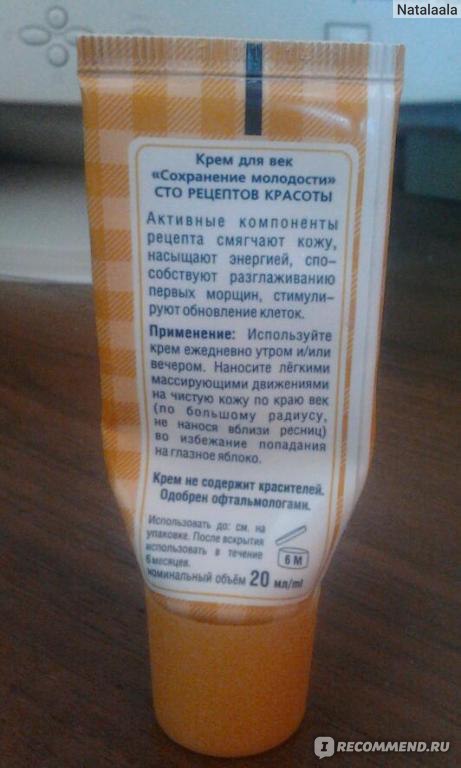 Natalaala
Крем для век
«Сохранение молодости»
СТО РЕЦЕПТОВ КРАСОТЫ
Активные компоненты
рецепта смягчают кожу,
насыщают энергией, спо-
собствуют разглаживанию
первых морщин, стимули-
руют обновление клеток.
Применение: Используйте
крем ежедневно утром и/или
вечером. Наносите лёгкими
массирующими движениями
на чистую кожу по краю век
(по большому радиусу,
не нанося вблизи ресниц)
во избежание попадания
на глазное яблоко.
Крем не содержит красителей.
Одобрен офтальмологами.
Использовать до: см. на
упаковке. После вскрытия
использовать в течение
6 месяцев.
6 М
номинальный объём 20 мл/ml
I RECOMMEND.RU